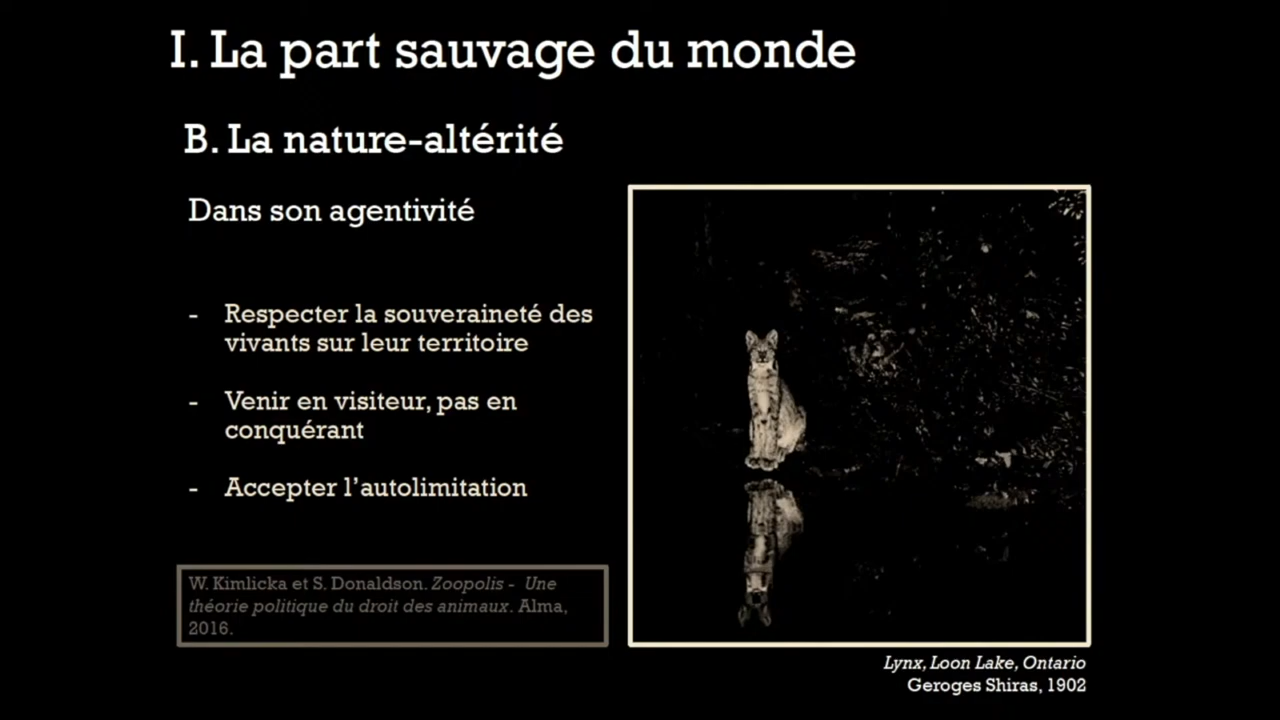 I. La part sauvage du monde
B. La nature-altérité
Dans son agentivité
- Respecter la souveraineté des
vivants sur leur territoire
- Venir en visiteur, pas en
conquérant
- Accepter l’autolimitation
W. Kimlicka et S. Donaldson. Zoopolis - Une
théorie politique du droit des animaux. Alma,
2016.
Lynx, Loon Lake, Ontario
Geroges Shiras, 1902